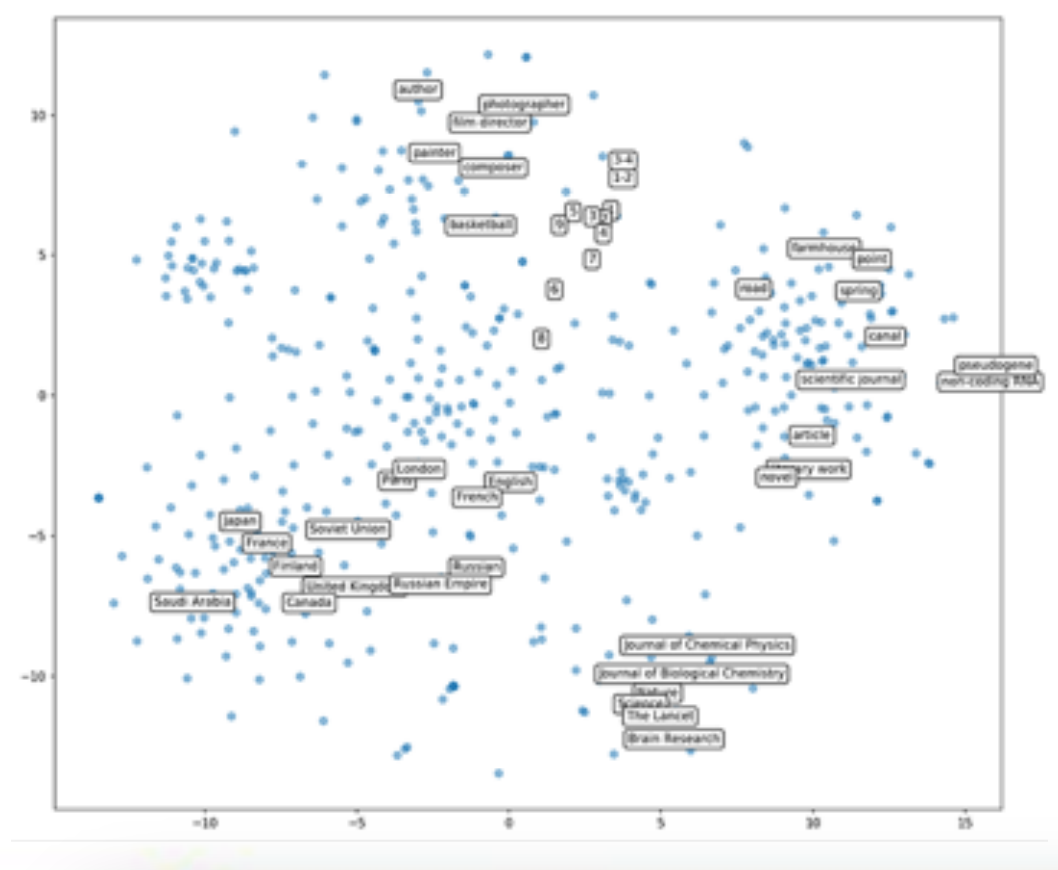 author
photographer
film director
painter
composer
3-4
1-2
basketball
5
3
2
9
4
7
6
8
farmhouse
point
road
spring
canal
pseudogene
non-coding RNA
scientific journal
article
literary work
novel
London
Paris
English
French
Japan
Soviet Union
France
Finland
Russian
United Kingdom
Russian Empire
Saudi Arabia
Canada
Journal of Chemical Physics
Journal of Biological Chemistry
Nature
Science
The Lancet
Brain Research
10
5
0
−5
−10
−10
−5
0
5
10
15